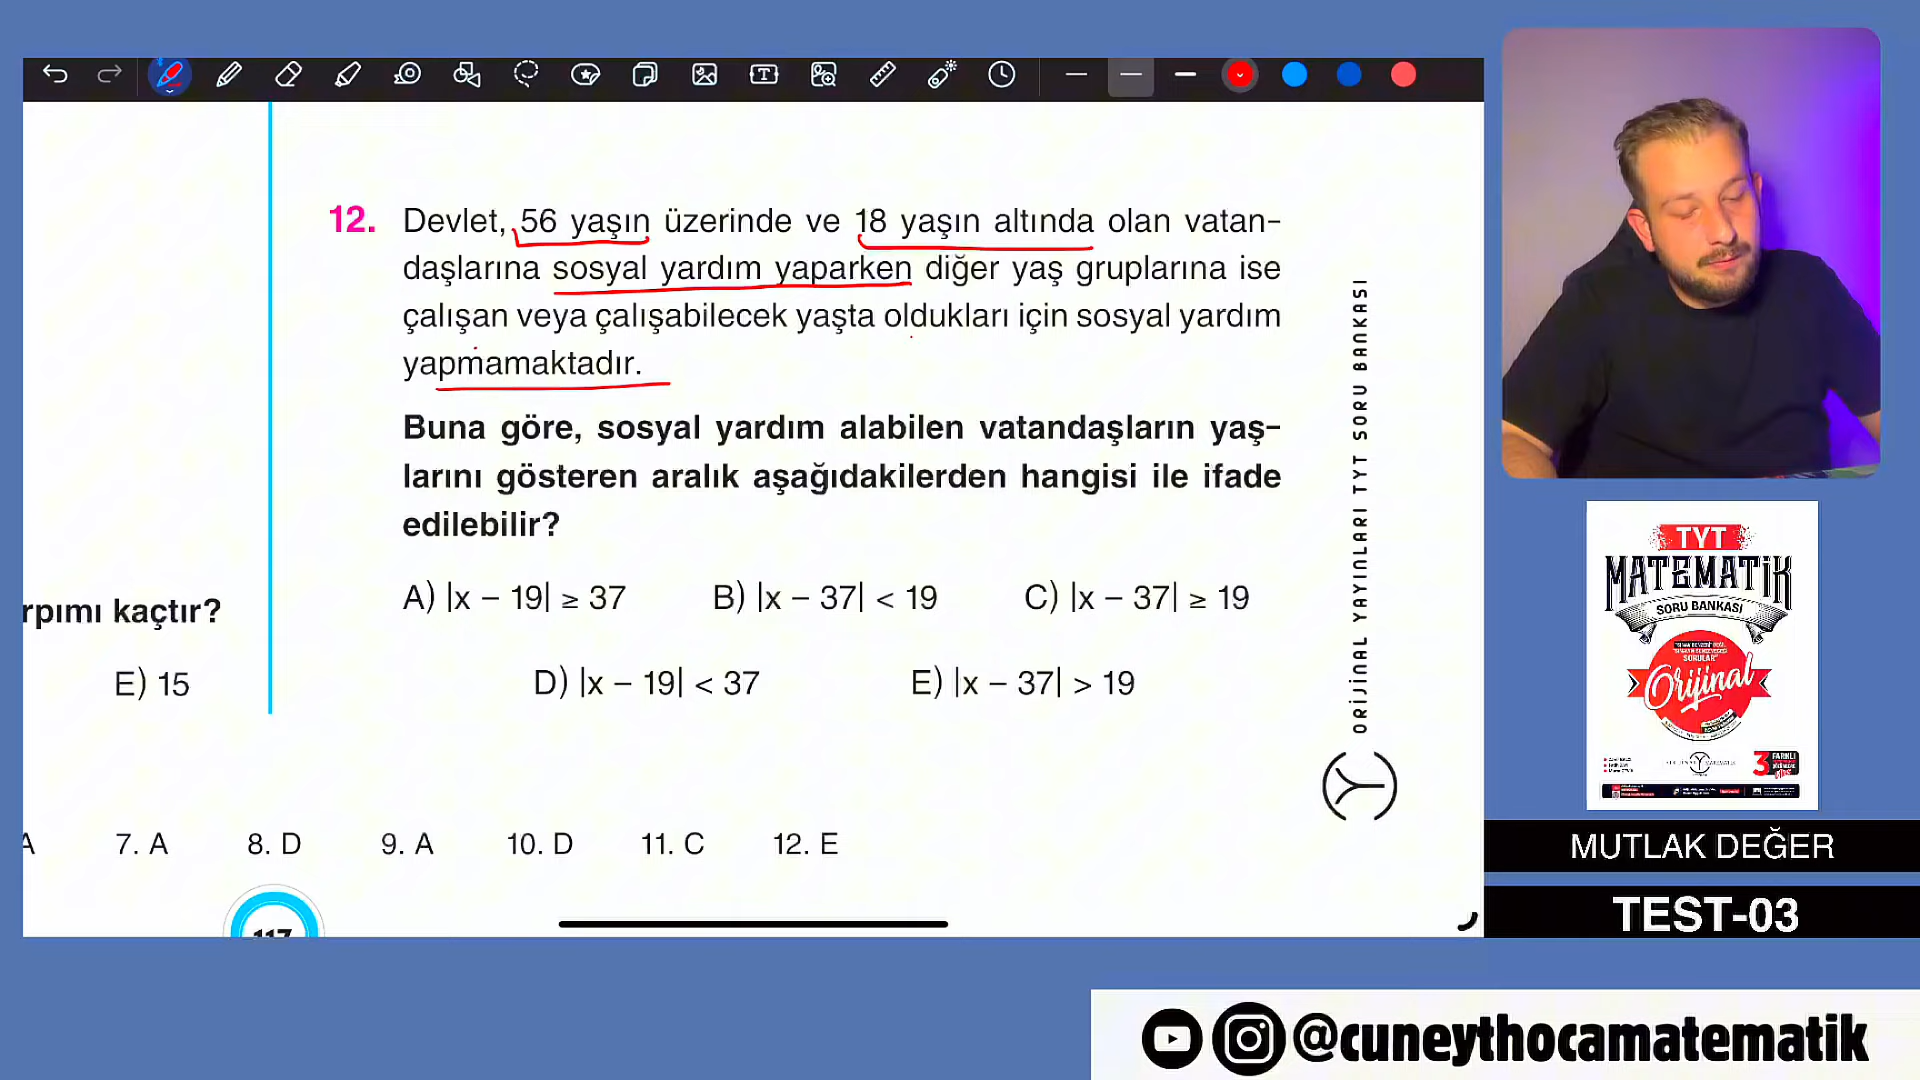 12. Devlet, 56 yaşın üzerinde ve 18 yaşın altında olan vatan-
daşlarına sosyal yardım yaparken diğer yaş gruplarına ise
çalışan veya çalışabilecek yaşta oldukları için sosyal yardım
yapmamaktadır.
Buna göre, sosyal yardım alabilen vatandaşların yaş-
larını gösteren aralık aşağıdakilerden hangisi ile ifade
edilebilir?
A) |x – 19| ≥ 37 B) |x – 37| < 19 C) |x – 37| ≥ 19
D) |x – 19| < 37 E) |x – 37| > 19
rpımı kaçtır?
E) 15
ORİJİNAL YAYINLARI TYT SORU BANKASI
A 7. A 8. D 9. A 10. D 11. C 12. E
117
TYT
MATEMATİK
SORU BANKASI
Orijinal
3 FARKLI
MUTLAK DEĞER
TEST-03
@cuneythocamatematik